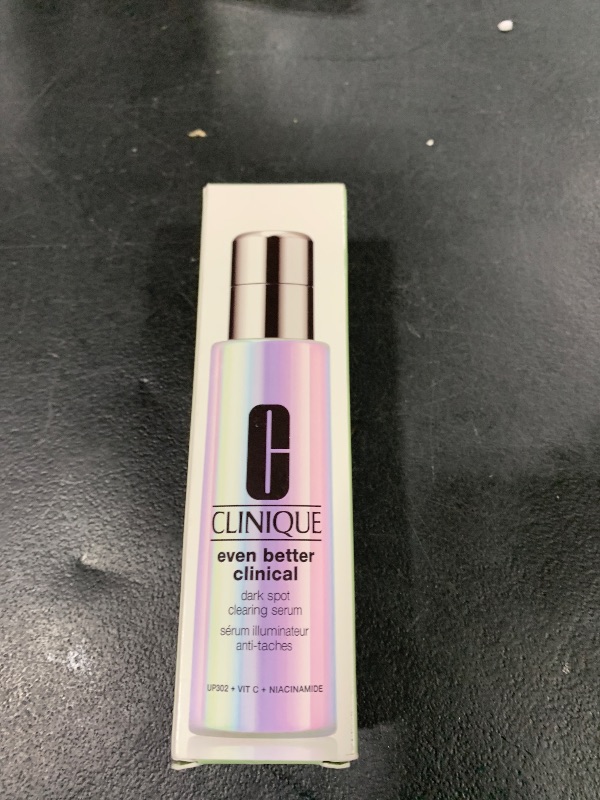 C
CLINIQUE
even better
clinical
dark spot
clearing serum
sérum illuminateur
anti-taches
UP302 + VIT C + NIACINAMIDE